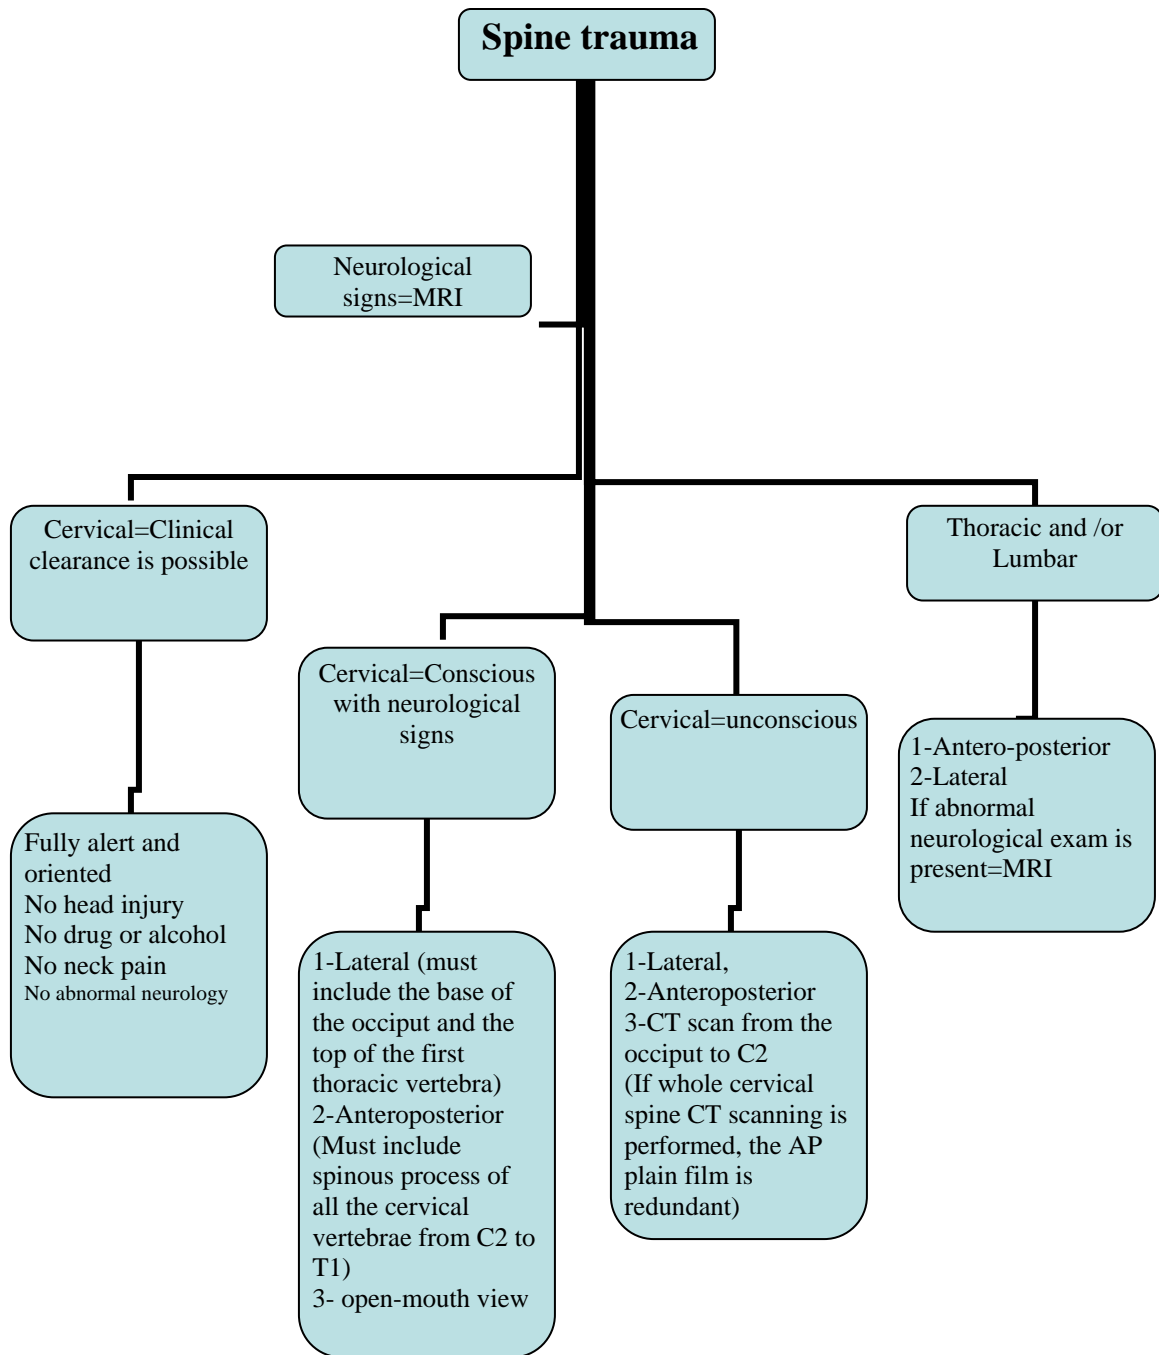 Spine trauma
Neurological
signs=MRI
Cervical=Clinical
clearance is possible
Fully alert and
oriented
No head injury
No drug or alcohol
No neck pain
No abnormal neurology
Cervical=Conscious
with neurological
signs
1-Lateral (must
include the base of
the occiput and the
top of the first
thoracic vertebra)
2-Anteroposterior
(Must include
spinous process of
all the cervical
vertebrae from C2 to
T1)
3- open-mouth view
Cervical=unconscious
1-Lateral,
2-Anteroposterior
3-CT scan from the
occiput to C2
(If whole cervical
spine CT scanning is
performed, the AP
plain film is
redundant)
Thoracic and /or
Lumbar
1-Antero-posterior
2-Lateral
If abnormal
neurological exam is
present=MRI